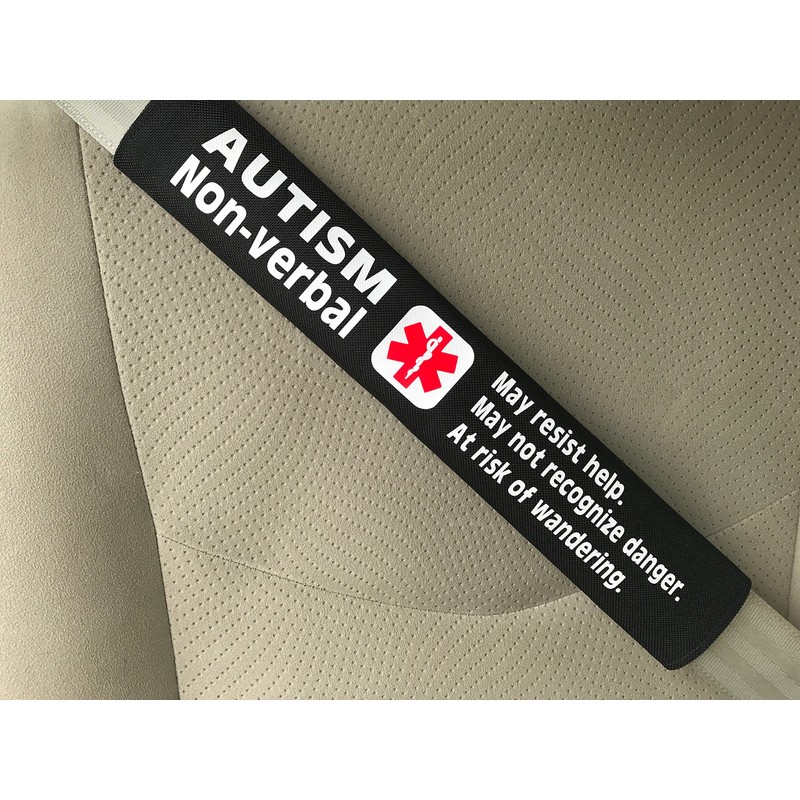 AUTISM
Non-verbal
May resist help.
May not recognize danger.
At risk of wandering.